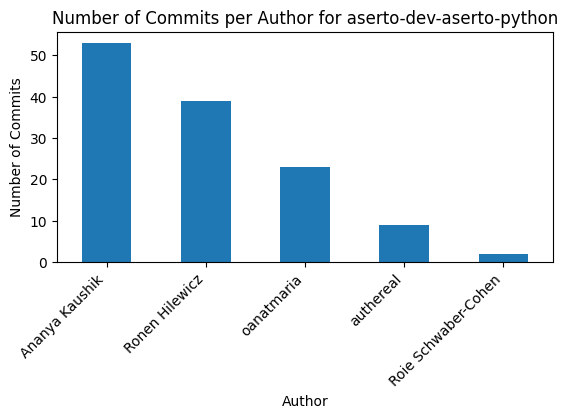 Number of Commits per Author for aserto-dev-aserto-python
Number of Commits
50
40
30
20
10
0
Ananya Kaushik
Ronen Hilewicz
oanatmaria
authereal
Roie Schwaber-Cohen
Author